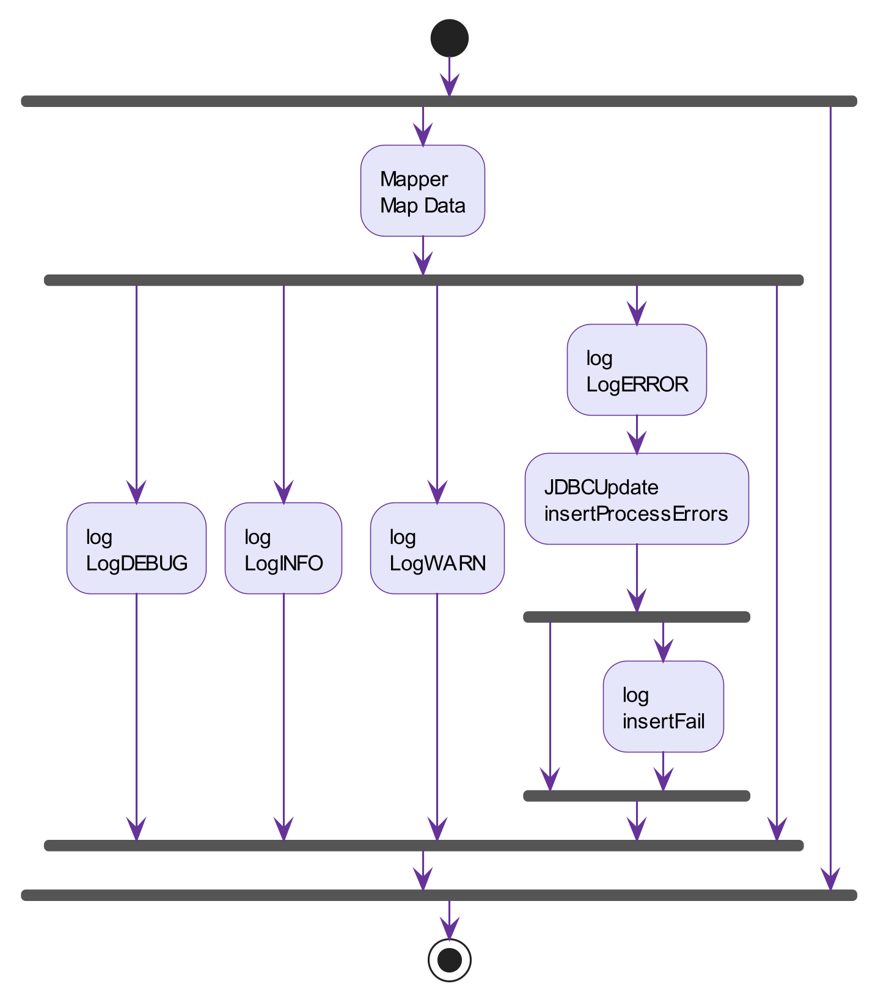 Mapper
Map Data
log
LogERROR
JDBCUpdate
insertProcessErrors
log
LogDEBUG
log
LogINFO
log
LogWARN
log
insertFail